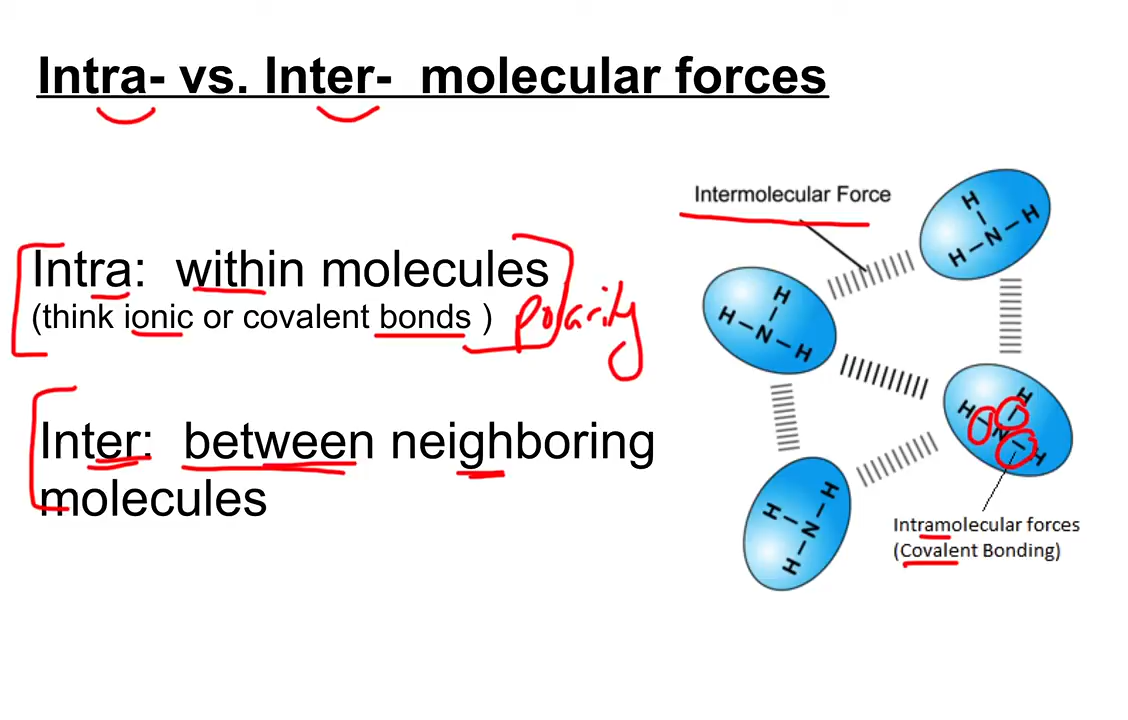 Intra- vs. Inter-  molecular forces
Intermolecular Force
Intra:  within molecules
(think ionic or covalent bonds )
polarity
Inter:  between neighboring
molecules
H
H
N
H
H
H
N
H
H
H
N
H
H
H
N
H
Intramolecular forces
(Covalent Bonding)